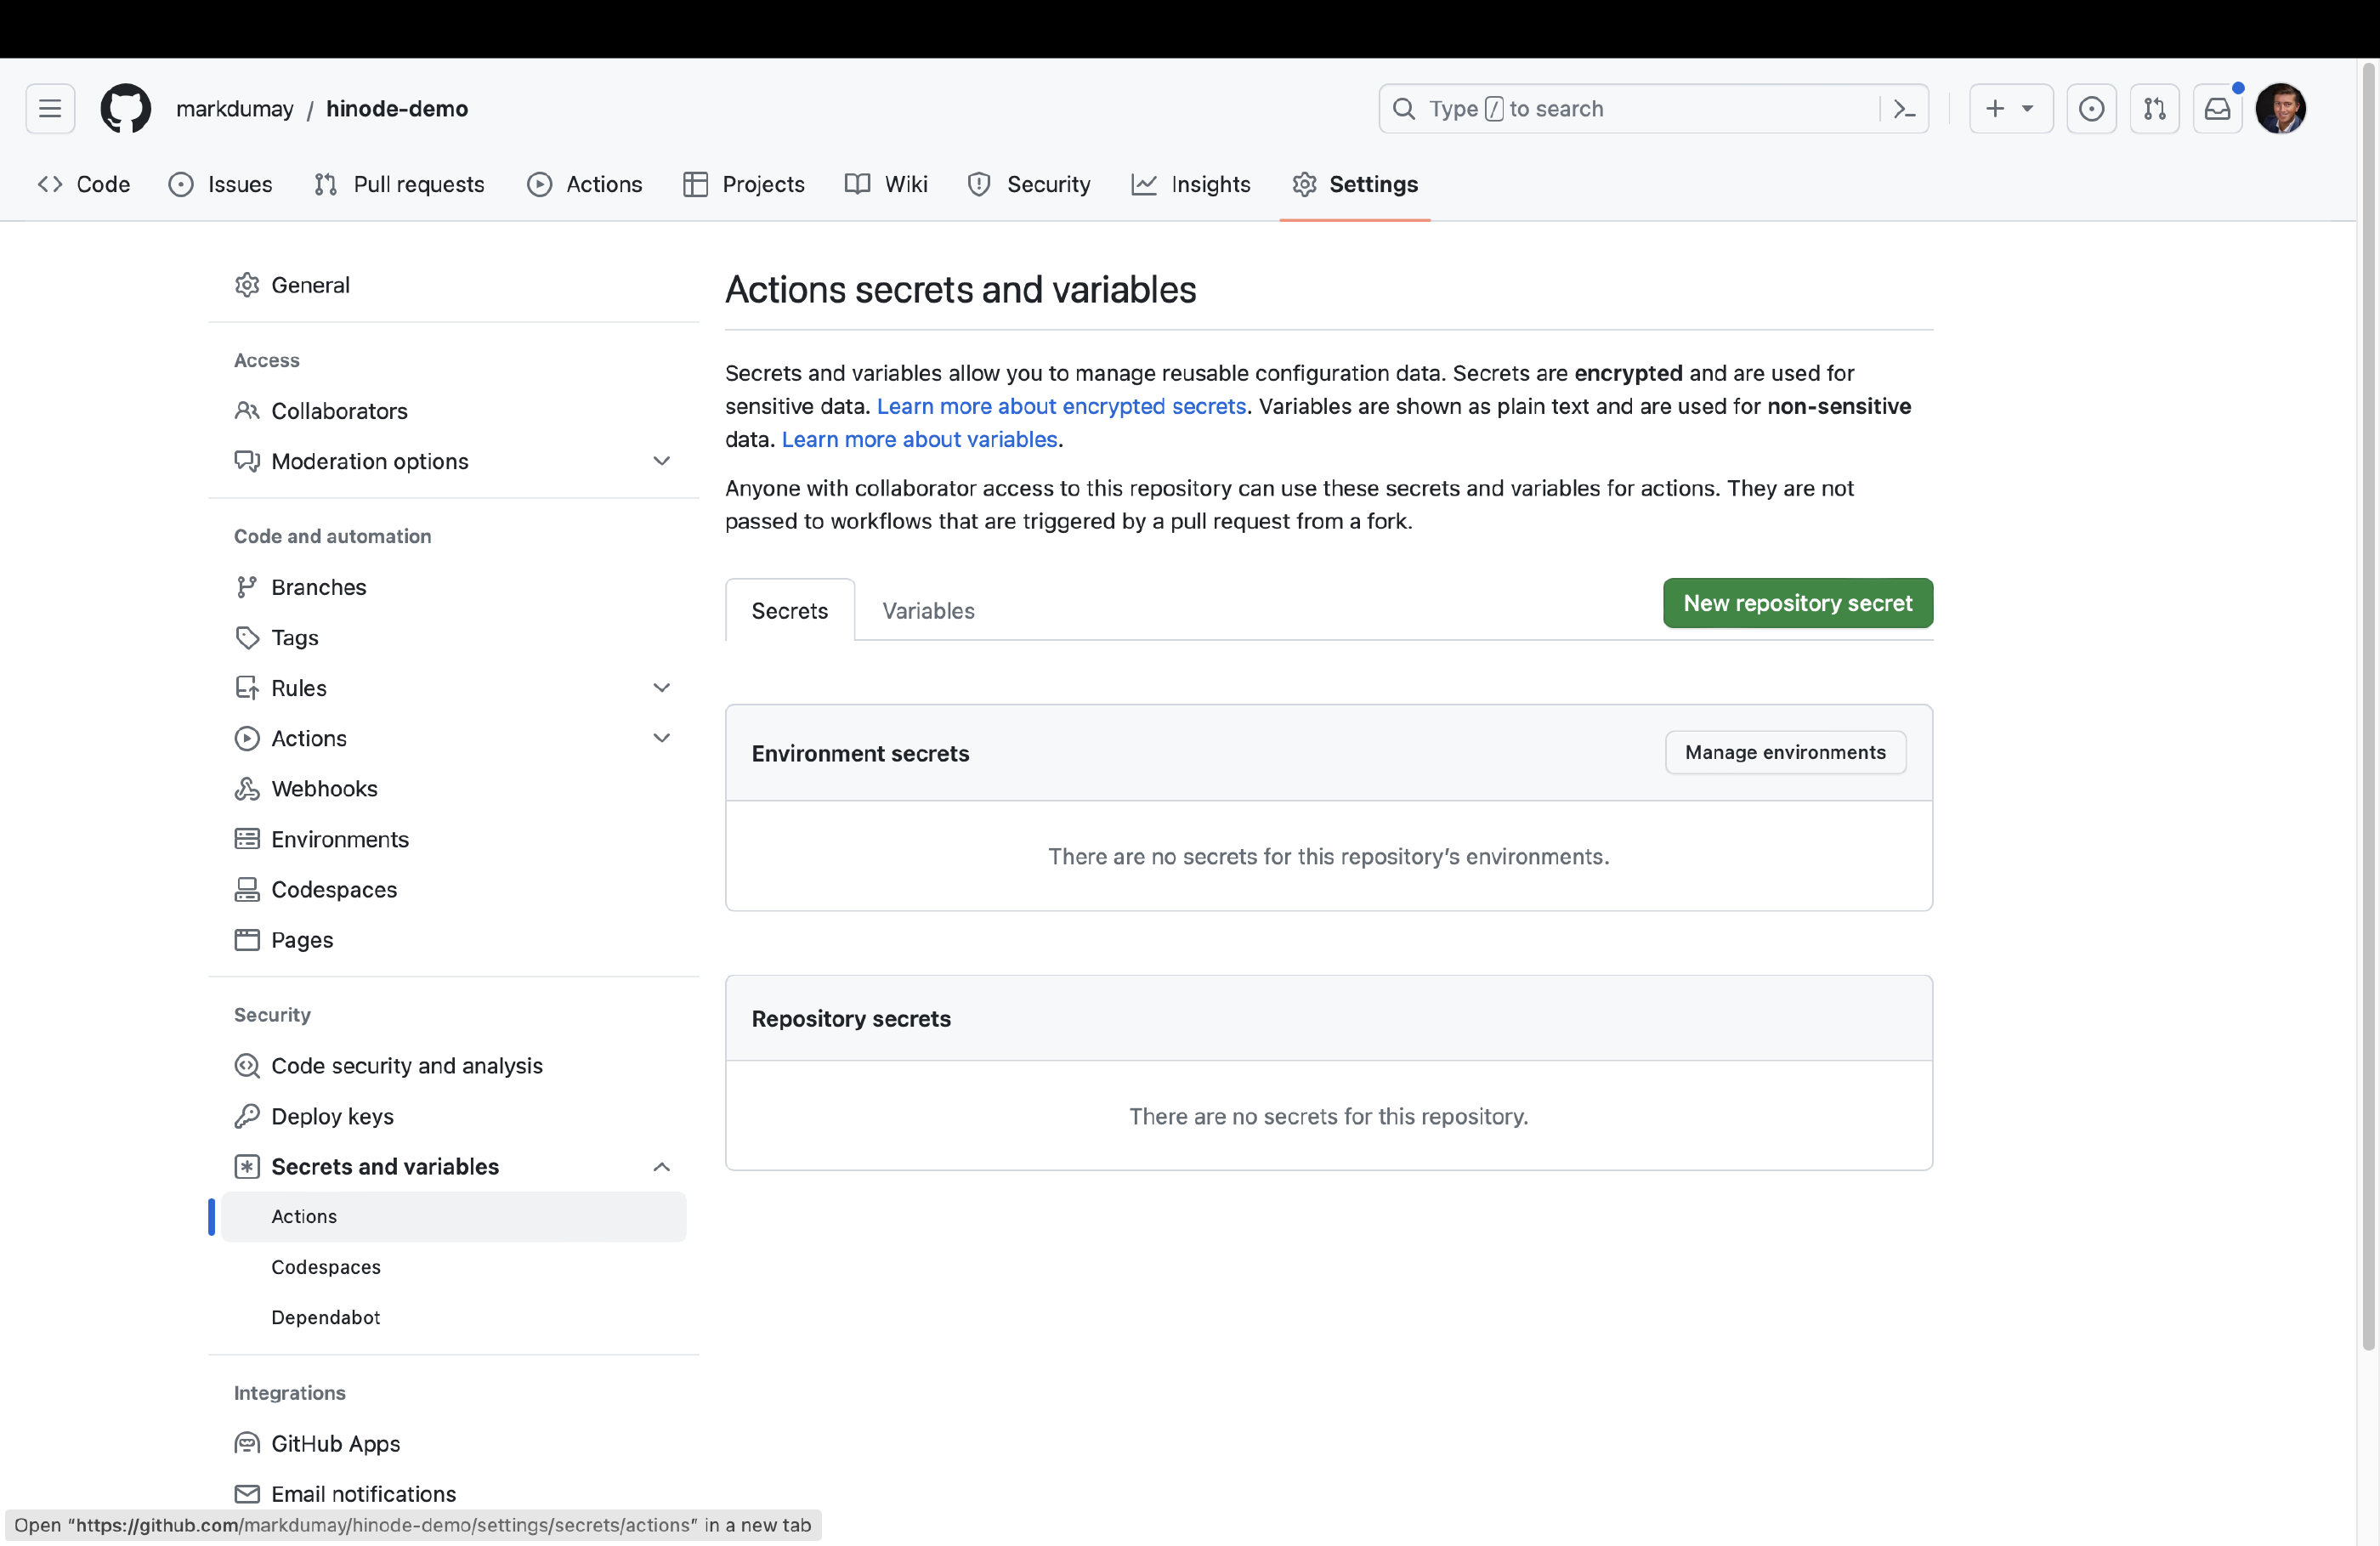 markdumay / hinode-demo
Type / to search
Code Issues Pull requests Actions Projects Wiki Security Insights Settings
General
Access
Collaborators
Moderation options
Code and automation
Branches
Tags
Rules
Actions
Webhooks
Environments
Codespaces
Pages
Security
Code security and analysis
Deploy keys
Secrets and variables
Actions
Codespaces
Dependabot
Integrations
GitHub Apps
Email notifications
Actions secrets and variables
Secrets and variables allow you to manage reusable configuration data. Secrets are encrypted and are used for
sensitive data. Learn more about encrypted secrets. Variables are shown as plain text and are used for non-sensitive
data. Learn more about variables.
Anyone with collaborator access to this repository can use these secrets and variables for actions. They are not
passed to workflows that are triggered by a pull request from a fork.
Secrets Variables New repository secret
Environment secrets Manage environments
There are no secrets for this repository’s environments.
Repository secrets
There are no secrets for this repository.
Open “https://github.com/markdumay/hinode-demo/settings/secrets/actions” in a new tab